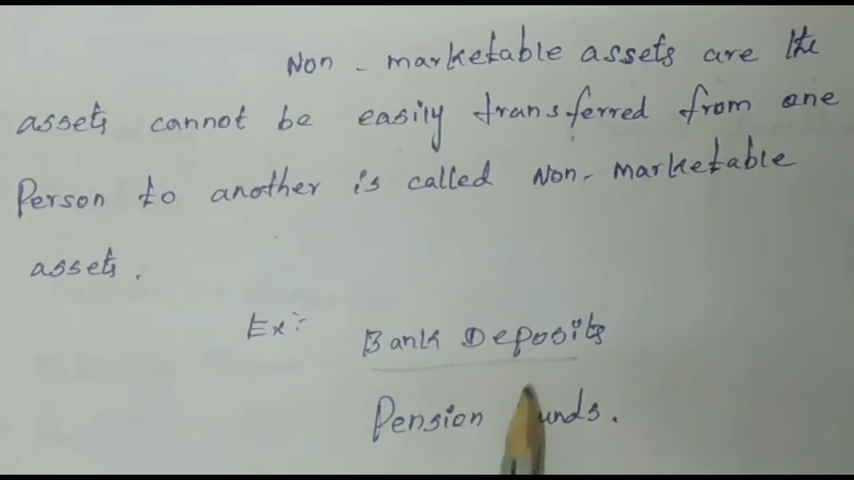 Non - marketable assets are the
assets cannot be easily transferred from one
Person to another is called Non - marketable
assets.
Ex:-
Bank Deposits
Pension unds.